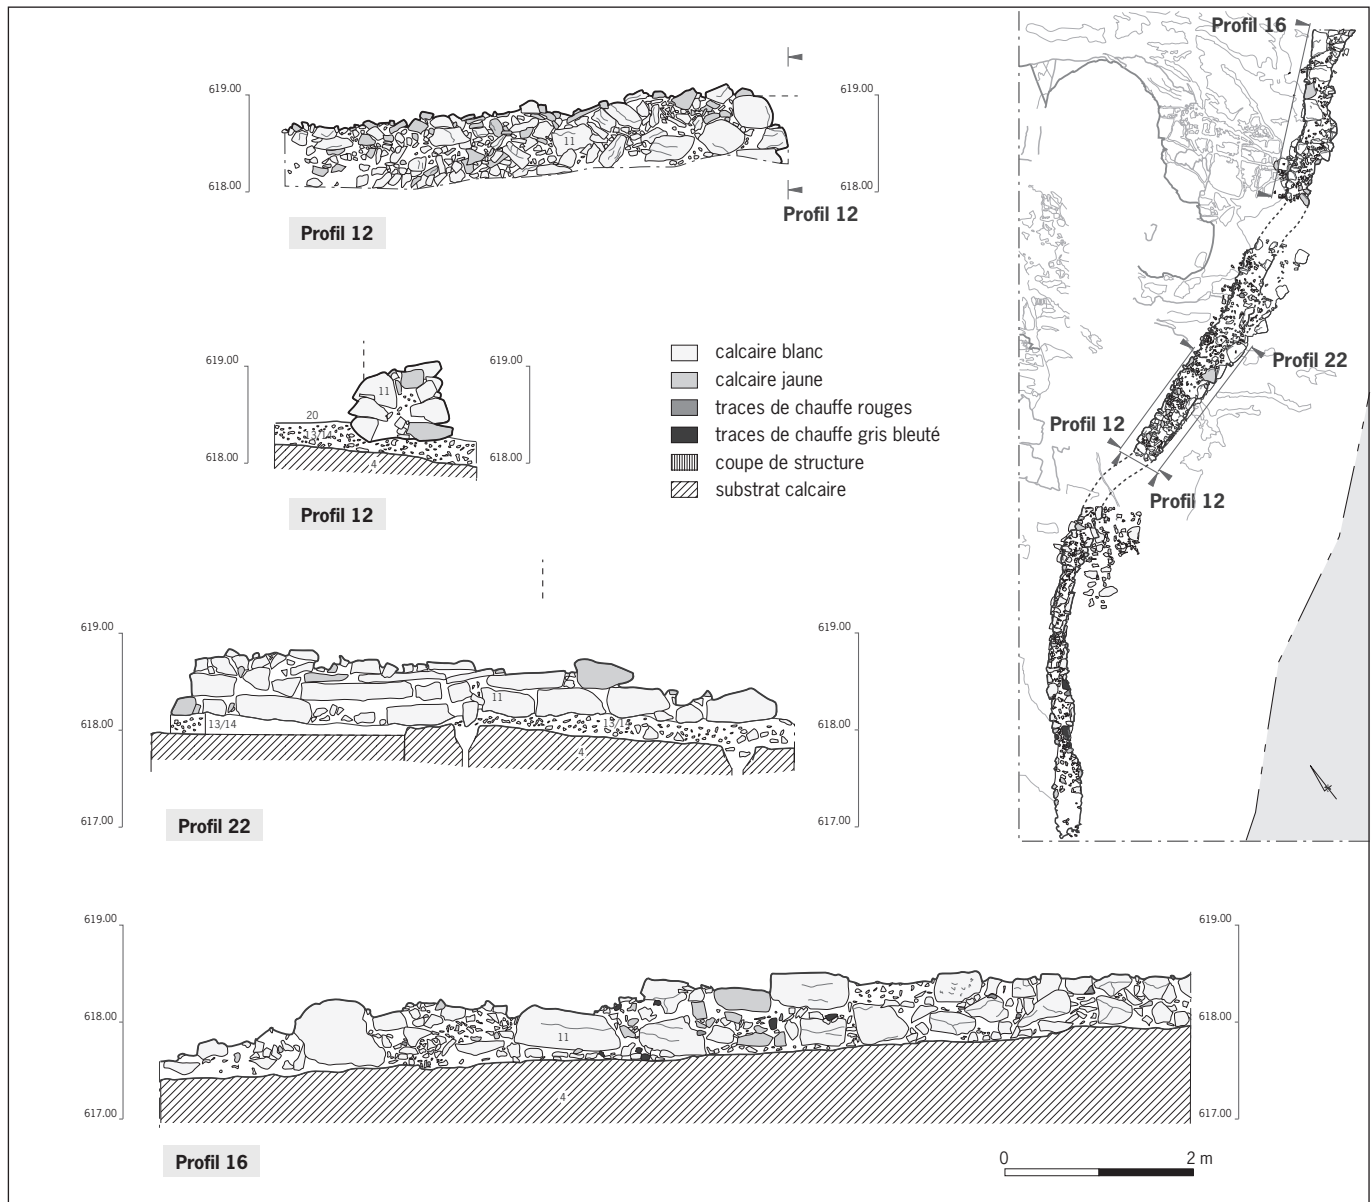 619.00
618.00
11
619.00
618.00
Profil 12
Profil 12
619.00
618.00
11
20
13/14
4
619.00
618.00
Profil 12
calcaire blanc
calcaire jaune
traces de chauffe rouges
traces de chauffe gris bleuté
coupe de structure
substrat calcaire
619.00
618.00
617.00
11
13/14
13/14
4
619.00
618.00
617.00
Profil 22
619.00
618.00
617.00
11
4
619.00
618.00
617.00
Profil 16
0 2 m
Profil 16
Profil 22
Profil 12
Profil 12